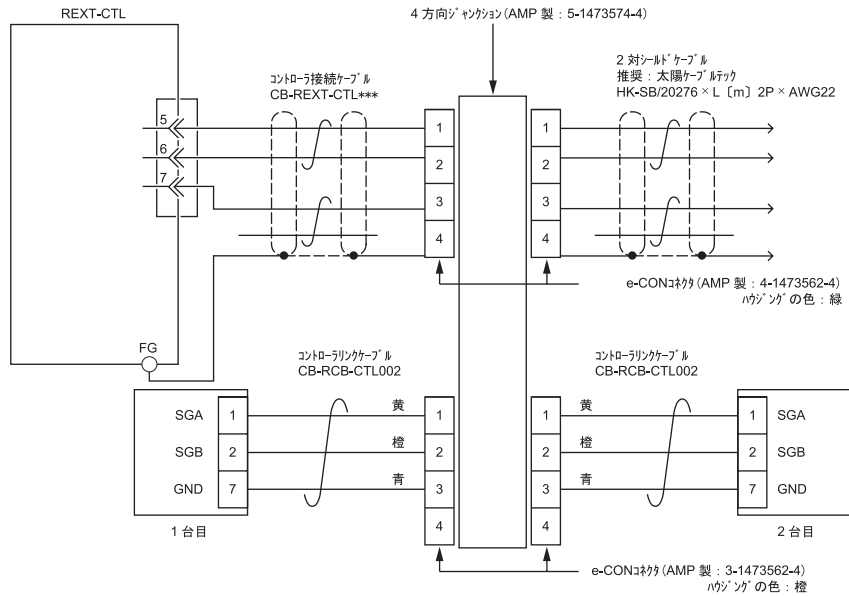 REXT-CTL
4 方向ｼﾞｬﾝｸｼｮﾝ(AMP 製：5-1473574-4)
ｺﾝﾄﾛｰﾗ接続ｹｰﾌﾞﾙ
CB-REXT-CTL***
2 対ｼｰﾙﾄﾞｹｰﾌﾞﾙ
推奨：太陽ｹｰﾌﾞﾙﾃｯｸ
HK-SB/20276 × L〔m〕2P × AWG22
5
6
7
1
2
3
4
1
2
3
4
e-CONｺﾈｸﾀ(AMP 製：4-1473562-4)
ﾊｳｼﾞﾝｸﾞの色：緑
FG
ｺﾝﾄﾛｰﾗﾘﾝｸｹｰﾌﾞﾙ
CB-RCB-CTL002
ｺﾝﾄﾛｰﾗﾘﾝｸｹｰﾌﾞﾙ
CB-RCB-CTL002
SGA 1 黄 1 1 黄 1 SGA
SGB 2 橙 2 2 橙 2 SGB
GND 7 青 3 3 青 7 GND
4 4
1 台目
2 台目
e-CONｺﾈｸﾀ(AMP 製：3-1473562-4)
ﾊｳｼﾞﾝｸﾞの色：橙